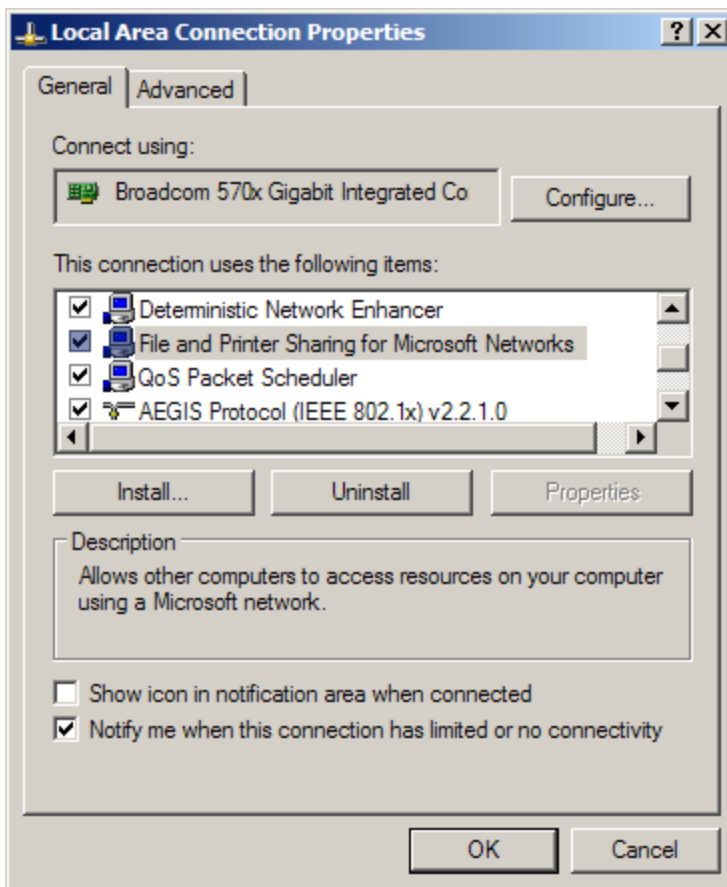 Local Area Connection Properties
General
Advanced
Connect using:
Broadcom 570x Gigabit Integrated Co
Configure...
This connection uses the following items:
Deterministic Network Enhancer
File and Printer Sharing for Microsoft Networks
QoS Packet Scheduler
AEGIS Protocol (IEEE 802.1x) v2.2.1.0
Install...
Uninstall
Properties
Description
Allows other computers to access resources on your computer
using a Microsoft network.
Show icon in notification area when connected
Notify me when this connection has limited or no connectivity
OK
Cancel